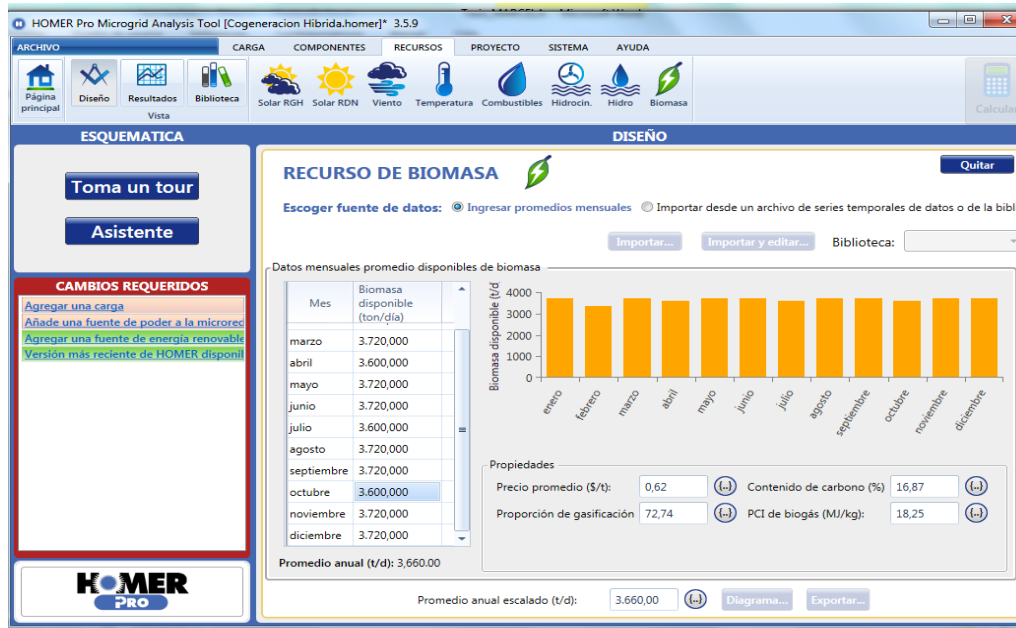 HOMER Pro Microgrid Analysis Tool [Cogeneracion Hibrida.homer]* 3.5.9
ARCHIVO
CARGA COMPONENTES RECURSOS PROYECTO SISTEMA AYUDA
Página principal
Diseño
Resultados
Biblioteca
Vista
Solar RGH
Solar RDN
Viento
Temperatura
Combustibles
Hidrocin.
Hidro
Biomasa
Calcular
ESQUEMATICA
DISEÑO
Toma un tour
Asistente
CAMBIOS REQUERIDOS
Agregar una carga
Añade una fuente de poder a la microred
Agregar una fuente de energía renovable
Versión más reciente de HOMER disponil
HOMER
PRO
RECURSO DE BIOMASA
Quitar
Escoger fuente de datos: Ingresar promedios mensuales Importar desde un archivo de series temporales de datos o de la bibl
Importar... Importar y editar... Biblioteca:
Datos mensuales promedio disponibles de biomasa
Mes
Biomasa
disponible
(ton/día)
marzo 3.720,000
abril 3.600,000
mayo 3.720,000
junio 3.720,000
julio 3.600,000
agosto 3.720,000
septiembre 3.720,000
octubre 3.600,000
noviembre 3.720,000
diciembre 3.720,000
Promedio anual (t/d): 3,660.00
Biomasa disponible (t/d
4000
3000
2000
1000
0
enero
febrero
marzo
abril
mayo
junio
julio
agosto
septiembre
octubre
noviembre
diciembre
Propiedades
Precio promedio ($/t): 0,62 {..} Contenido de carbono (%) 16,87 {..}
Proporción de gasificación 72,74 {..} PCI de biogás (MJ/kg): 18,25 {..}
Promedio anual escalado (t/d): 3.660,00 {..} Diagrama... Exportar...